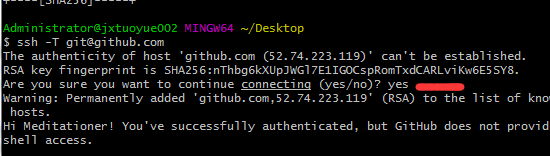 +----[SHA256]-----+
Administrator@jxtuoyue002 MINGW64 ~/Desktop
$ ssh -T git@github.com
The authenticity of host 'github.com (52.74.223.119)' can't be established.
RSA key fingerprint is SHA256:nThbg6kXUpJWGl7E1IGOCspRomTxdCARLviKw6E5SY8.
Are you sure you want to continue connecting (yes/no)? yes
Warning: Permanently added 'github.com,52.74.223.119' (RSA) to the list of know
hosts.
Hi Meditationer! You've successfully authenticated, but GitHub does not provid
shell access.